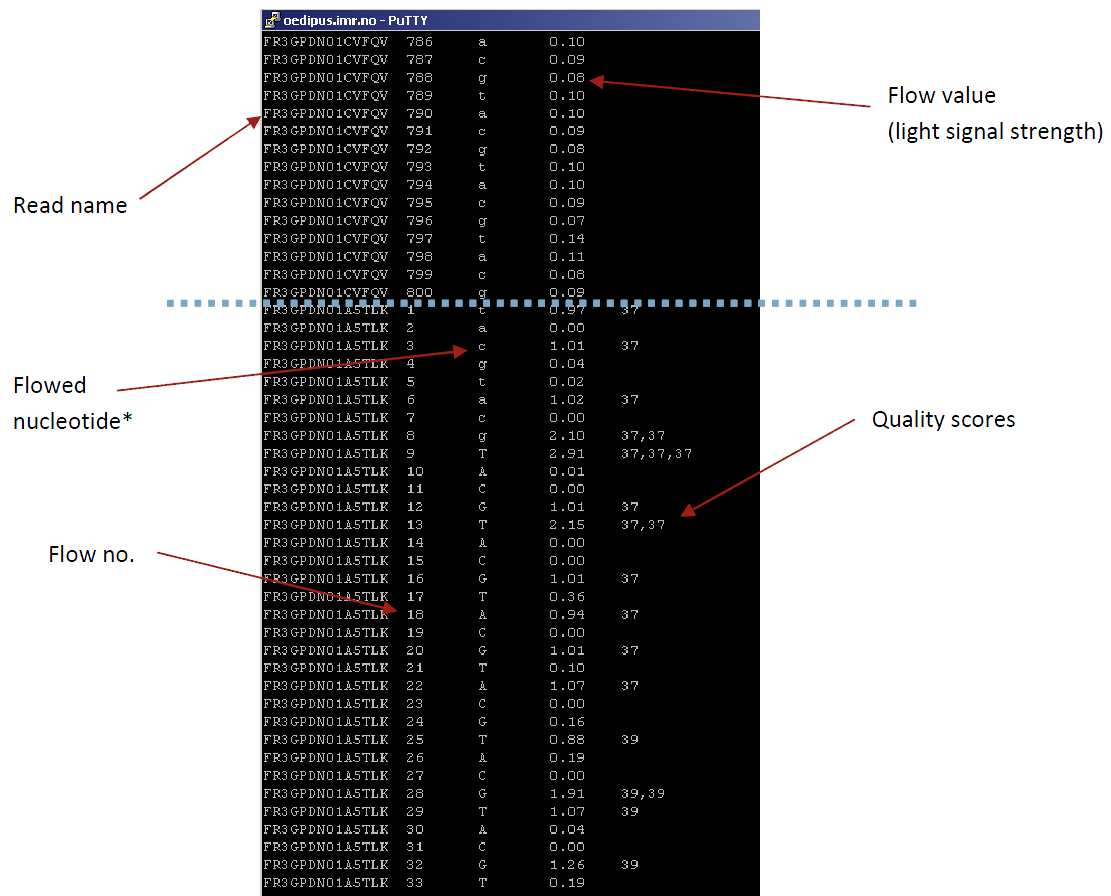 oedipus.imr.no - PuTTY
FR3GPDN01CVFQV 786 a 0.10
FR3GPDN01CVFQV 787 c 0.09
FR3GPDN01CVFQV 788 g 0.08
FR3GPDN01CVFQV 789 t 0.10
FR3GPDN01CVFQV 790 a 0.10
FR3GPDN01CVFQV 791 c 0.09
FR3GPDN01CVFQV 792 g 0.08
FR3GPDN01CVFQV 793 t 0.10
FR3GPDN01CVFQV 794 a 0.10
FR3GPDN01CVFQV 795 c 0.09
FR3GPDN01CVFQV 796 g 0.07
FR3GPDN01CVFQV 797 t 0.14
FR3GPDN01CVFQV 798 a 0.11
FR3GPDN01CVFQV 799 c 0.08
FR3GPDN01CVFQV 800 g 0.09
FR3GPDN01A5TLK 1 t 0.97 37
FR3GPDN01A5TLK 2 a 0.00
FR3GPDN01A5TLK 3 c 1.01 37
FR3GPDN01A5TLK 4 g 0.04
FR3GPDN01A5TLK 5 t 0.02
FR3GPDN01A5TLK 6 a 1.02 37
FR3GPDN01A5TLK 7 c 0.00
FR3GPDN01A5TLK 8 g 2.10 37,37
FR3GPDN01A5TLK 9 T 2.91 37,37,37
FR3GPDN01A5TLK 10 A 0.01
FR3GPDN01A5TLK 11 C 0.00
FR3GPDN01A5TLK 12 G 1.01 37
FR3GPDN01A5TLK 13 T 2.15 37,37
FR3GPDN01A5TLK 14 A 0.00
FR3GPDN01A5TLK 15 C 0.00
FR3GPDN01A5TLK 16 G 1.01 37
FR3GPDN01A5TLK 17 T 0.36
FR3GPDN01A5TLK 18 A 0.94 37
FR3GPDN01A5TLK 19 C 0.00
FR3GPDN01A5TLK 20 G 1.01 37
FR3GPDN01A5TLK 21 T 0.10
FR3GPDN01A5TLK 22 A 1.07 37
FR3GPDN01A5TLK 23 C 0.00
FR3GPDN01A5TLK 24 G 0.16
FR3GPDN01A5TLK 25 T 0.88 39
FR3GPDN01A5TLK 26 A 0.19
FR3GPDN01A5TLK 27 C 0.00
FR3GPDN01A5TLK 28 G 1.91 39,39
FR3GPDN01A5TLK 29 T 1.07 39
FR3GPDN01A5TLK 30 A 0.04
FR3GPDN01A5TLK 31 C 0.00
FR3GPDN01A5TLK 32 G 1.26 39
FR3GPDN01A5TLK 33 T 0.19
Flow value
(light signal strength)
Read name
Flowed
nucleotide*
Quality scores
Flow no.